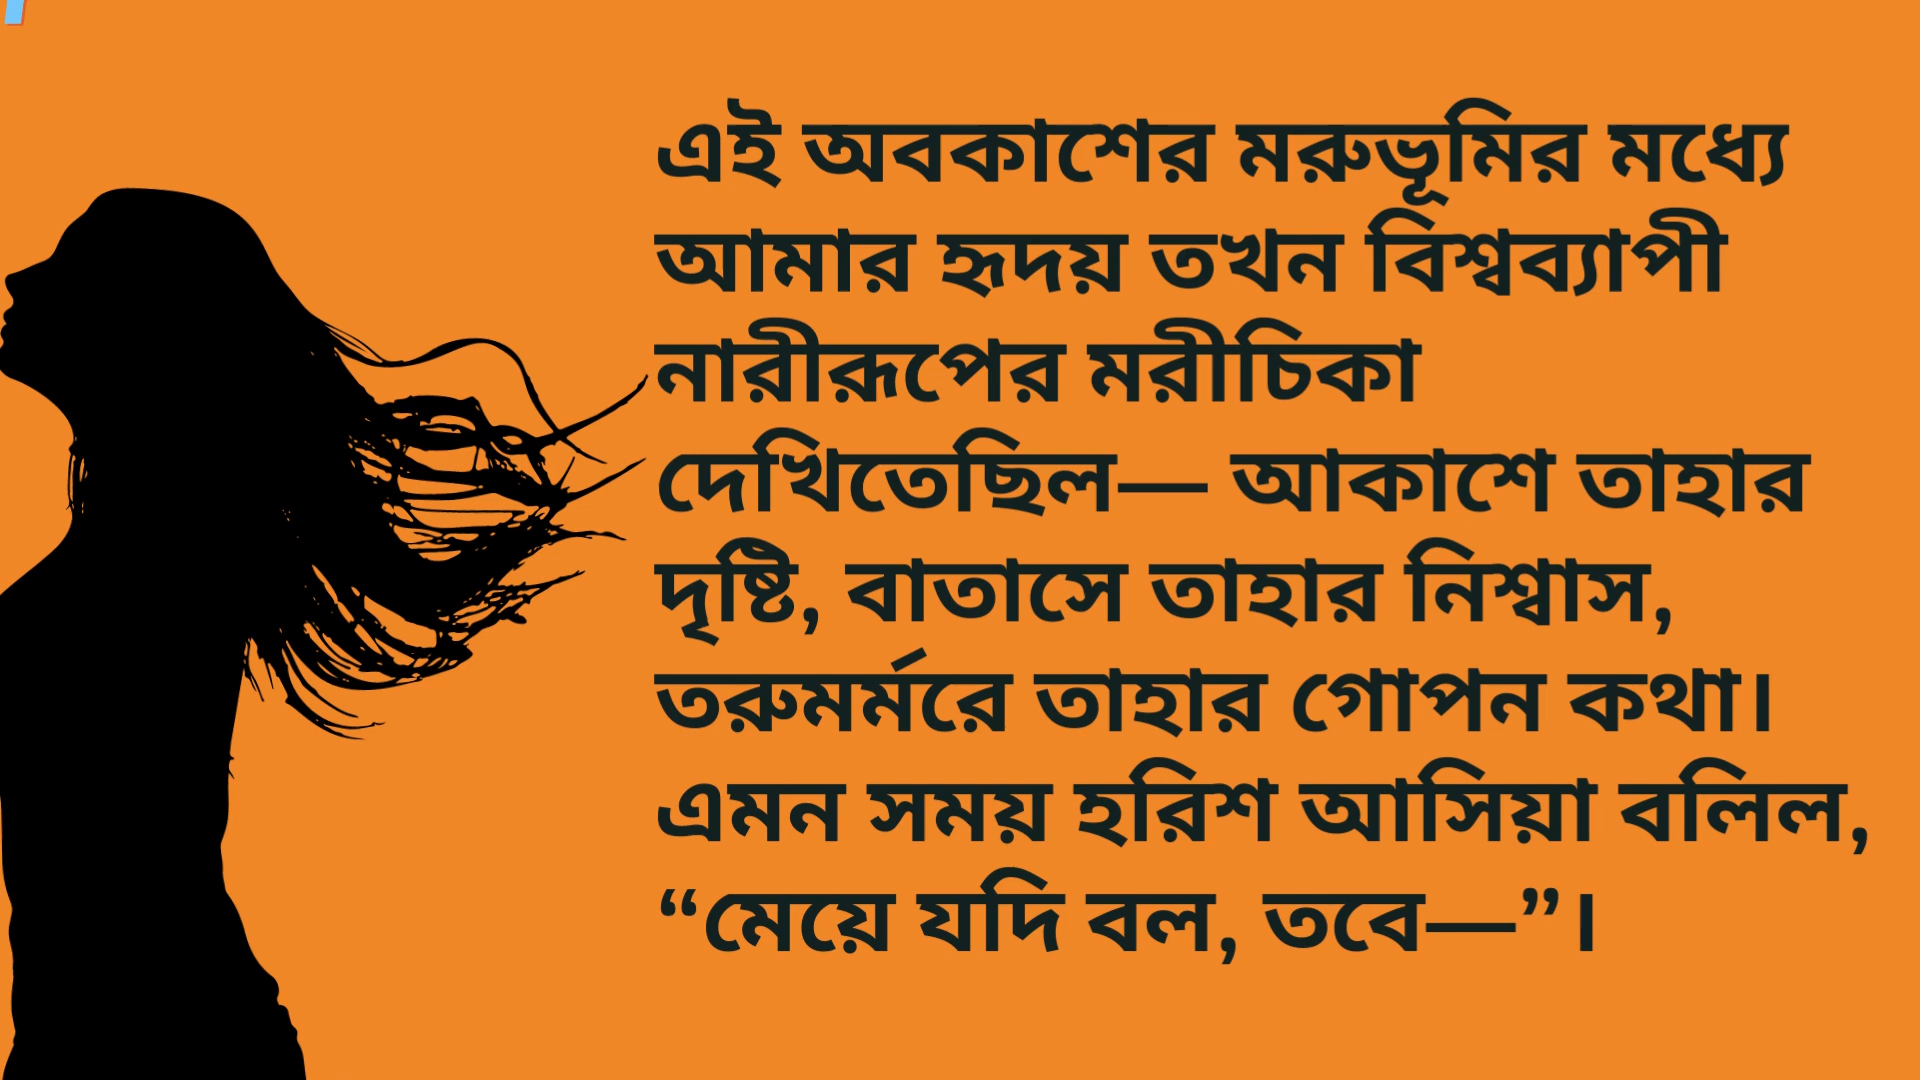 এই অবকাশের মরুভূমির মধ্যে
আমার হৃদয় তখন বিশ্বব্যাপী
নারীরূপের মরীচিকা
দেখিতেছিল— আকাশে তাহার
দৃষ্টি, বাতাসে তাহার নিশ্বাস,
তরুমর্মরে তাহার গোপন কথা।
এমন সময় হরিশ আসিয়া বলিল,
“মেয়ে যদি বল, তবে—”।